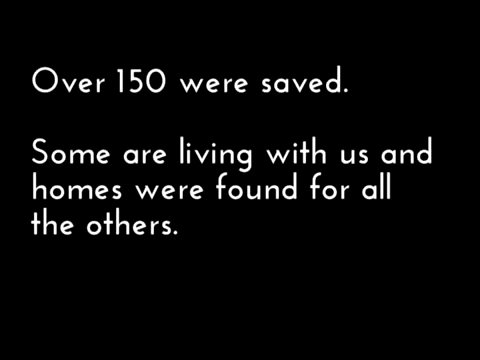 Over 150 were saved.
Some are living with us and
homes were found for all
the others.